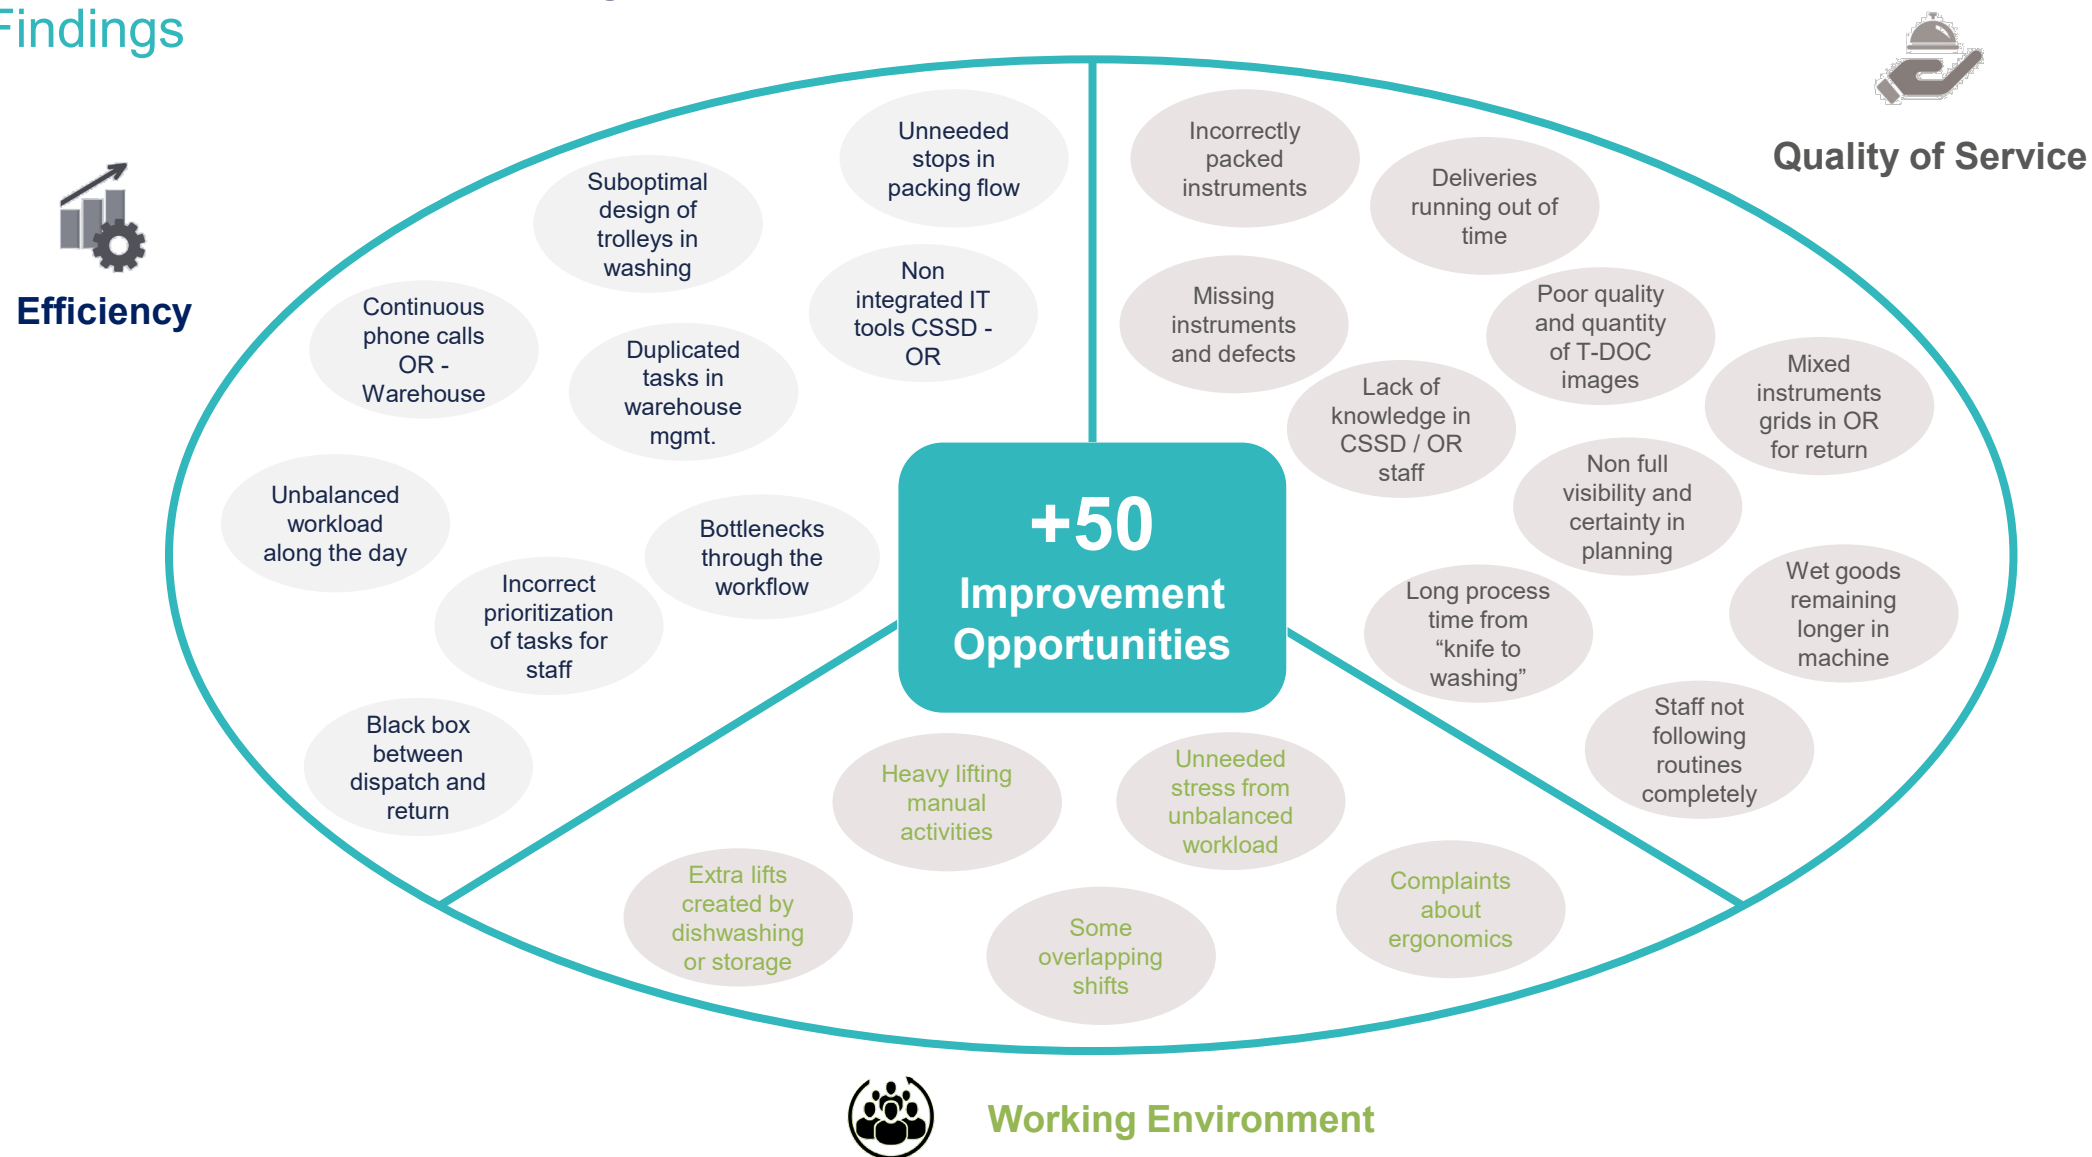 Findings
Efficiency
Unneeded
stops in
packing flow
Suboptimal
design of
trolleys in
washing
Non
integrated IT
tools CSSD -
OR
Continuous
phone calls
OR -
Warehouse
Duplicated
tasks in
warehouse
mgmt.
Unbalanced
workload
along the day
Bottlenecks
through the
workflow
Incorrect
prioritization
of tasks for
staff
Black box
between
dispatch and
return
+50
Improvement
Opportunities
Quality of Service
Incorrectly
packed
instruments
Deliveries
running out of
time
Missing
instruments
and defects
Poor quality
and quantity
of T-DOC
images
Mixed
instruments
grids in OR
for return
Lack of
knowledge in
CSSD / OR
staff
Non full
visibility and
certainty in
planning
Wet goods
remaining
longer in
machine
Long process
time from
“knife to
washing”
Staff not
following
routines
completely
Heavy lifting
manual
activities
Unneeded
stress from
unbalanced
workload
Extra lifts
created by
dishwashing
or storage
Some
overlapping
shifts
Complaints
about
ergonomics
Working Environment